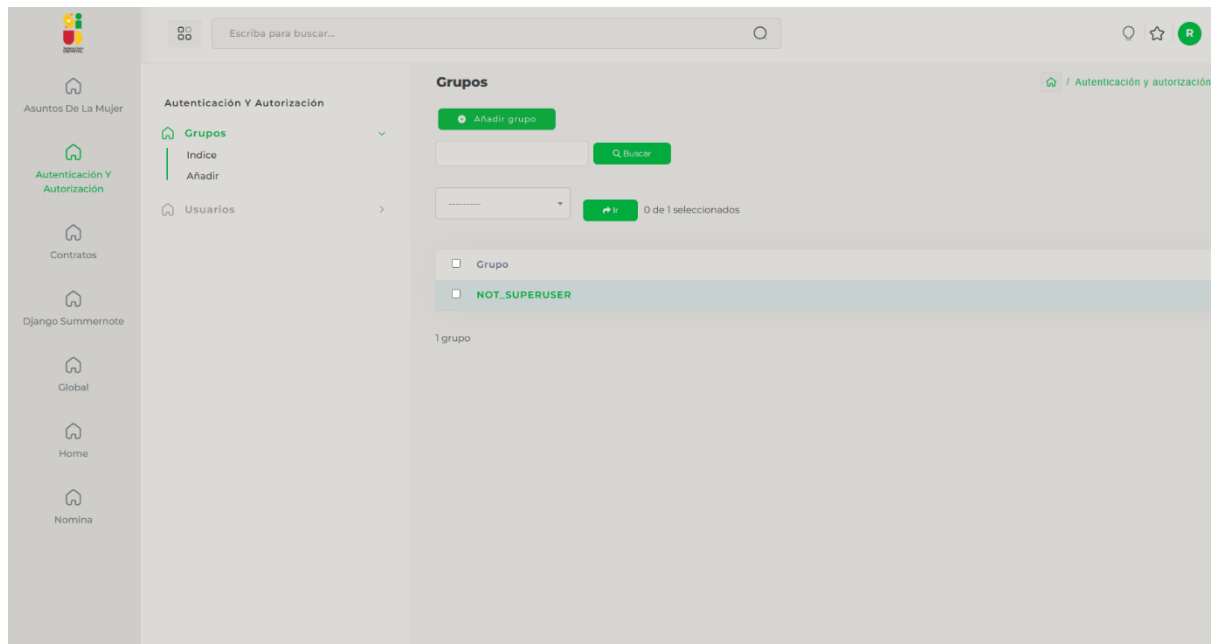 Escriba para buscar...
R
Asuntos De La Mujer
Autenticación Y
Autorización
Contratos
Django Summernote
Global
Home
Nomina
Autenticación Y Autorización
Grupos
Indice
Añadir
Usuarios
Grupos
/ Autenticación y autorización
Añadir grupo
Buscar
---------
Ir
0 de 1 seleccionados
Grupo
NOT_SUPERUSER
1 grupo